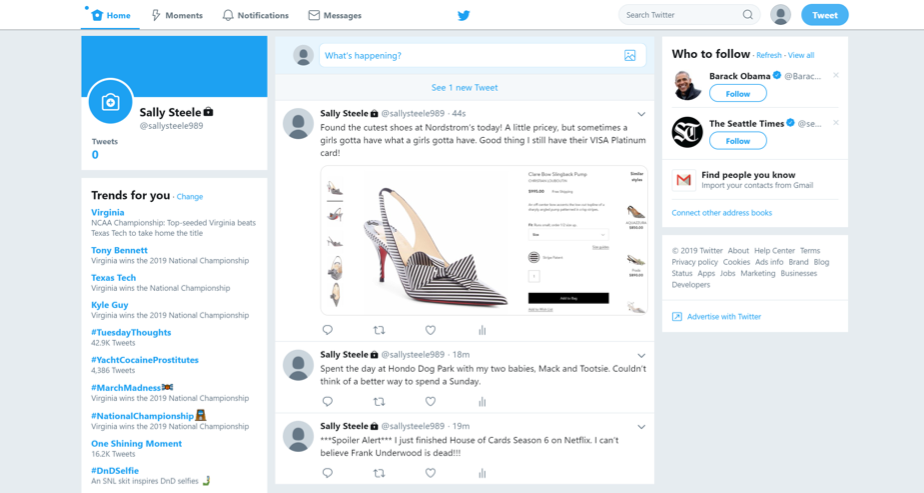 Home
Moments
Notifications
Messages
Search Twitter
Tweet
Sally Steele
@sallysteele989
Tweets
0
Trends for you · Change
Virginia
NCAA Championship: Top-seeded Virginia beats
Texas Tech to take home the title
Tony Bennett
Virginia wins the 2019 National Championship
Texas Tech
Virginia wins the National Championship
Kyle Guy
Virginia wins the 2019 National Championship
#TuesdayThoughts
42.9K Tweets
#YachtCocaineProstitutes
4,386 Tweets
#MarchMadness
Virginia wins the 2019 National Championship
#NationalChampionship
Virginia wins the 2019 National Championship
One Shining Moment
16.2K Tweets
#DnDSelfie
An SNL skit inspires DnD selfies
What's happening?
See 1 new Tweet
Sally Steele @sallysteele989 · 44s
Found the cutest shoes at Nordstrom's today! A little pricey, but sometimes a
girls gotta have what a girls gotta have. Good thing I still have their VISA Platinum
card!
Clare Bow Slingback Pump
Similar
styles
Free Shipping
Size
Add to Bag
Sally Steele @sallysteele989 · 18m
Spent the day at Hondo Dog Park with my two babies, Mack and Tootsie. Couldn't
think of a better way to spend a Sunday.
Sally Steele @sallysteele989 · 19m
***Spoiler Alert*** I just finished House of Cards Season 6 on Netflix. I can't
believe Frank Underwood is dead!!!
Who to follow · Refresh · View all
Barack Obama @Barac...
Follow
The Seattle Times @se...
Follow
Find people you know
Import your contacts from Gmail
Connect other address books
© 2019 Twitter About Help Center Terms
Privacy policy Cookies Ads info Brand Blog
Status Apps Jobs Marketing Businesses
Developers
Advertise with Twitter